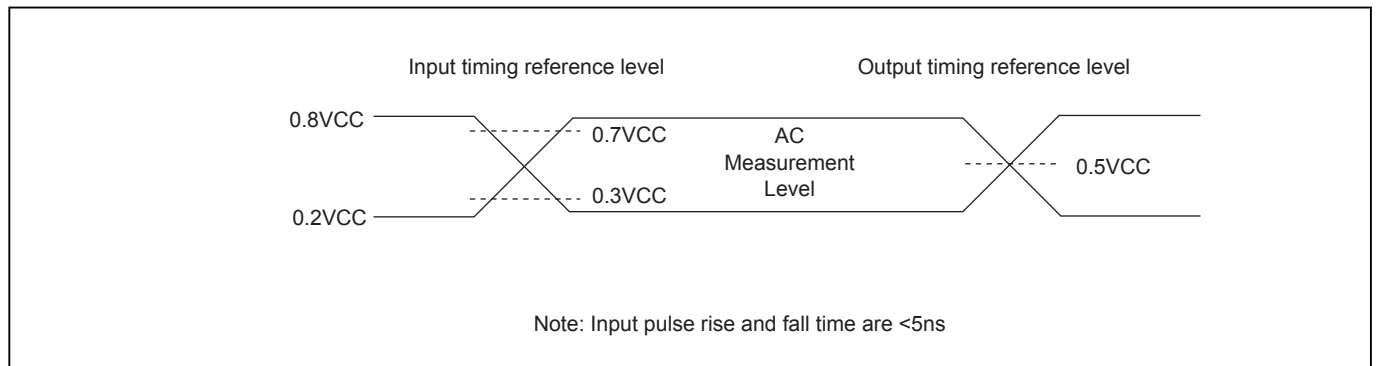 Input timing reference level
Output timing reference level
0.8VCC
0.7VCC
AC
Measurement
Level
0.5VCC
0.3VCC
0.2VCC
Note: Input pulse rise and fall time are <5ns